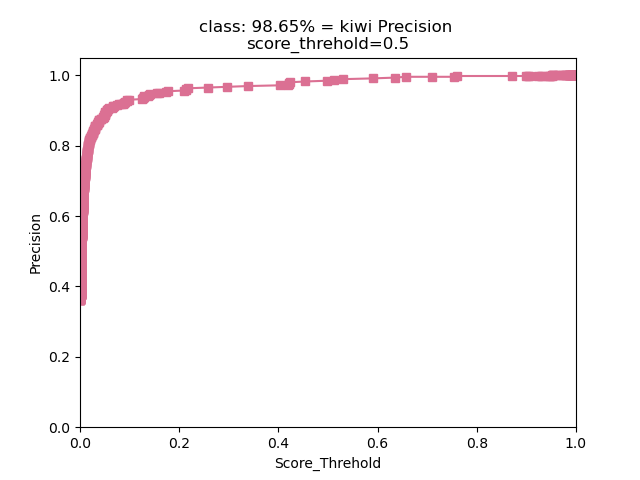 class: 98.65% = kiwi Precision
score_threhold=0.5
1.0
0.8
0.6
0.4
0.2
0.0
Precision
0.0 0.2 0.4 0.6 0.8 1.0
Score_Threhold